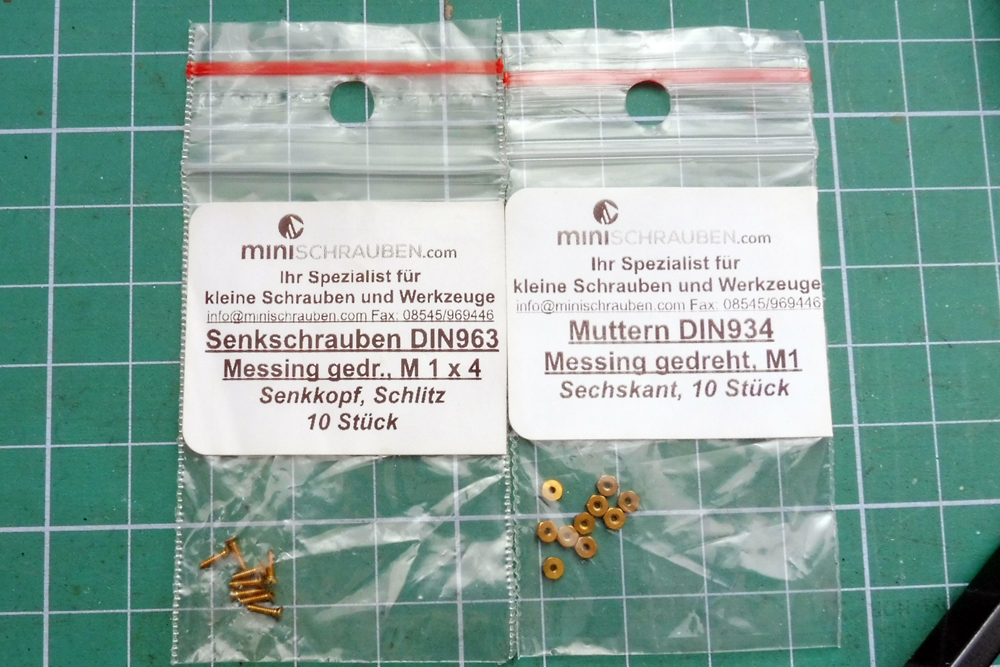 miniSCHRAUBEN.com
Ihr Spezialist für
kleine Schrauben und Werkzeuge
info@minischrauben.com Fax: 08545/969446
Senkschrauben DIN963
Messing gedr., M 1 x 4
Senkkopf, Schlitz
10 Stück
miniSCHRAUBEN.com
Ihr Spezialist für
kleine Schrauben und Werkzeuge
info@minischrauben.com Fax: 08545/969446
Muttern DIN934
Messing gedreht, M1
Sechskant, 10 Stück